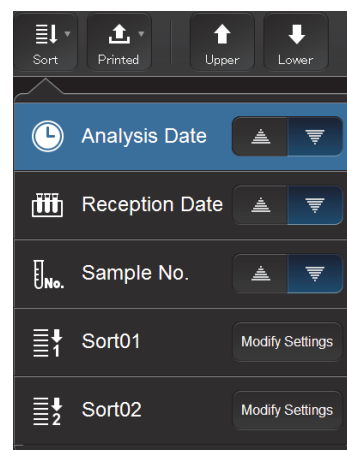 Sort
Printed
Upper
Lower
Analysis Date
Reception Date
No.
Sample No.
1
Sort01
Modify Settings
2
Sort02
Modify Settings